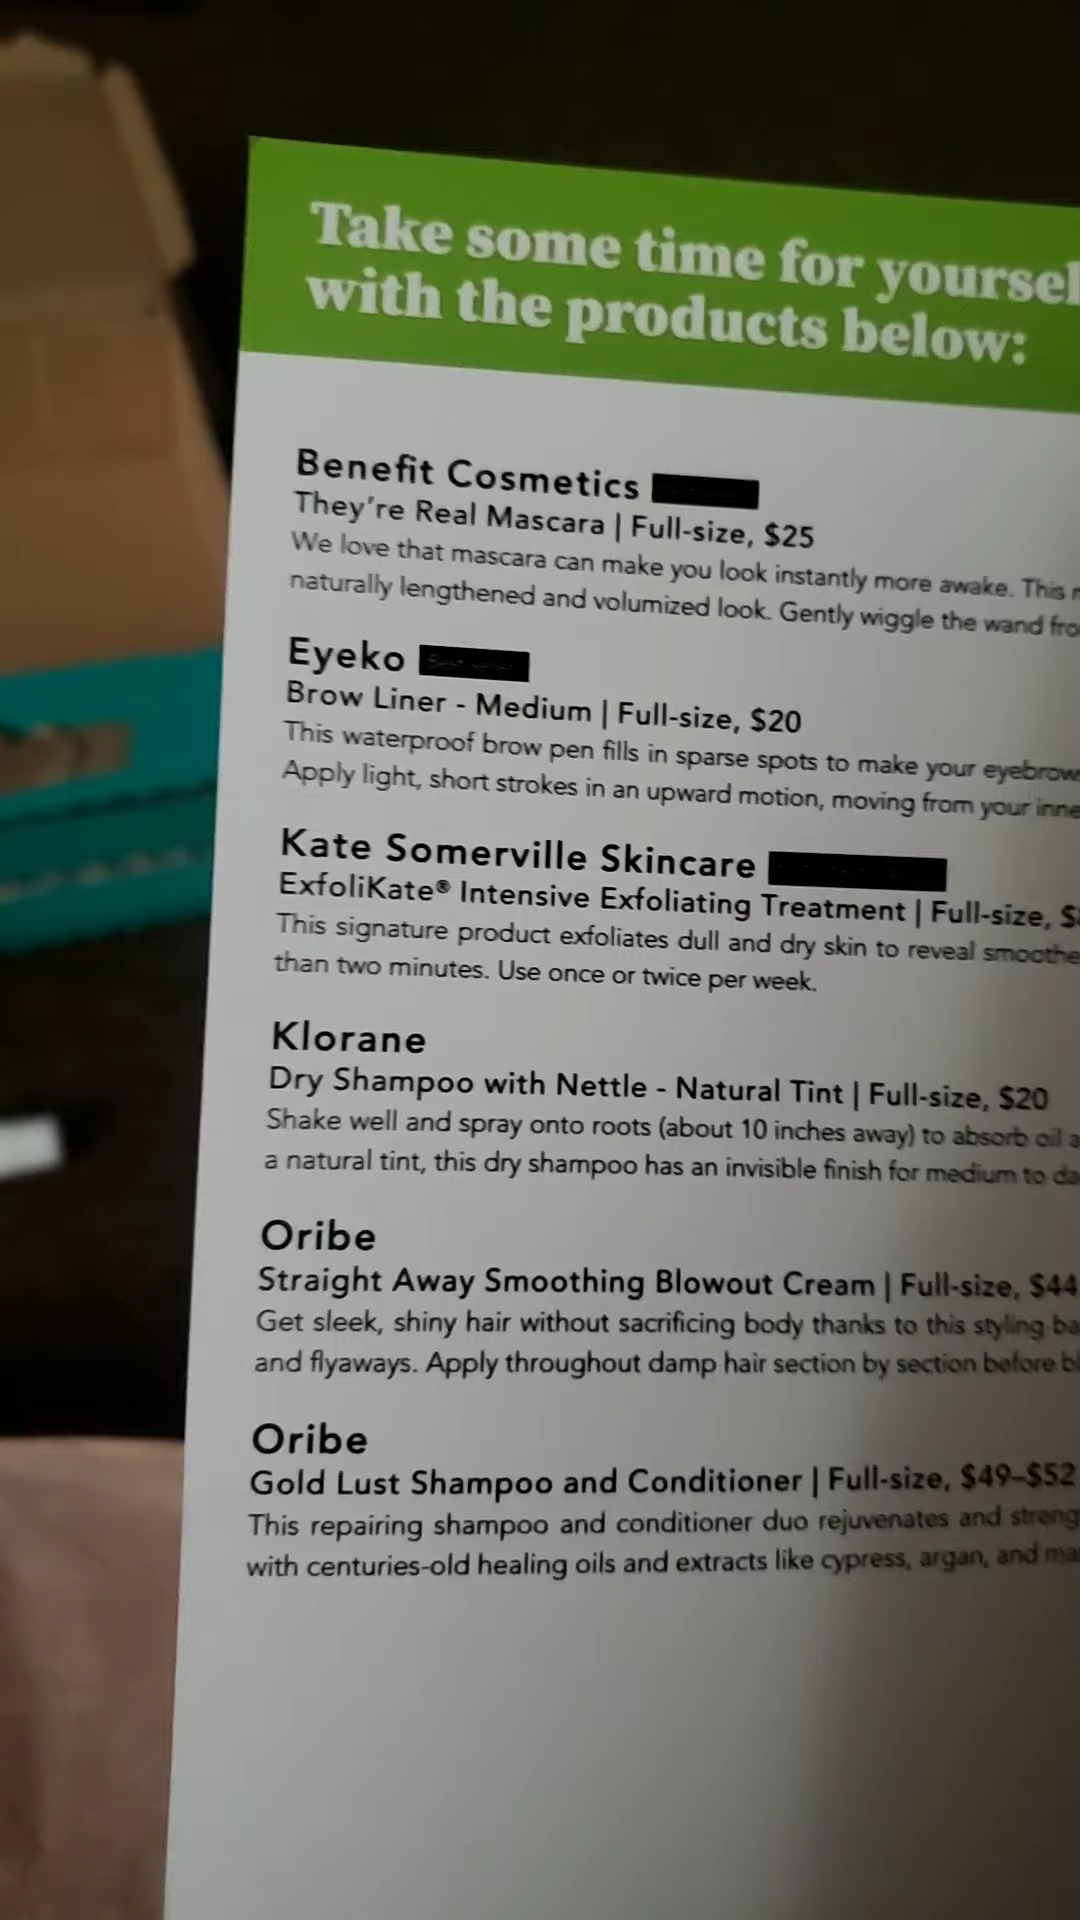 Take some time for yoursel
with the products below:
Benefit Cosmetics
They're Real Mascara | Full-size, $25
We love that mascara can make you look instantly more awake. This
naturally lengthened and volumized look. Gently wiggle the wand fro
Eyeko
Brow Liner - Medium | Full-size, $20
This waterproof brow pen fills in sparse spots to make your eyebrow
Apply light, short strokes in an upward motion, moving from your inne
Kate Somerville Skincare
ExfoliKate® Intensive Exfoliating Treatment | Full-size, $
This signature product exfoliates dull and dry skin to reveal smoothe
than two minutes. Use once or twice per week.
Klorane
Dry Shampoo with Nettle - Natural Tint | Full-size, $20
Shake well and spray onto roots (about 10 inches away) to absorb oil a
a natural tint, this dry shampoo has an invisible finish for medium to da
Oribe
Straight Away Smoothing Blowout Cream | Full-size, $44
Get sleek, shiny hair without sacrificing body thanks to this styling ba
and flyaways. Apply throughout damp hair section by section before bl
Oribe
Gold Lust Shampoo and Conditioner | Full-size, $49–$52
This repairing shampoo and conditioner duo rejuvenates and streng
with centuries-old healing oils and extracts like cypress, argan, and ma